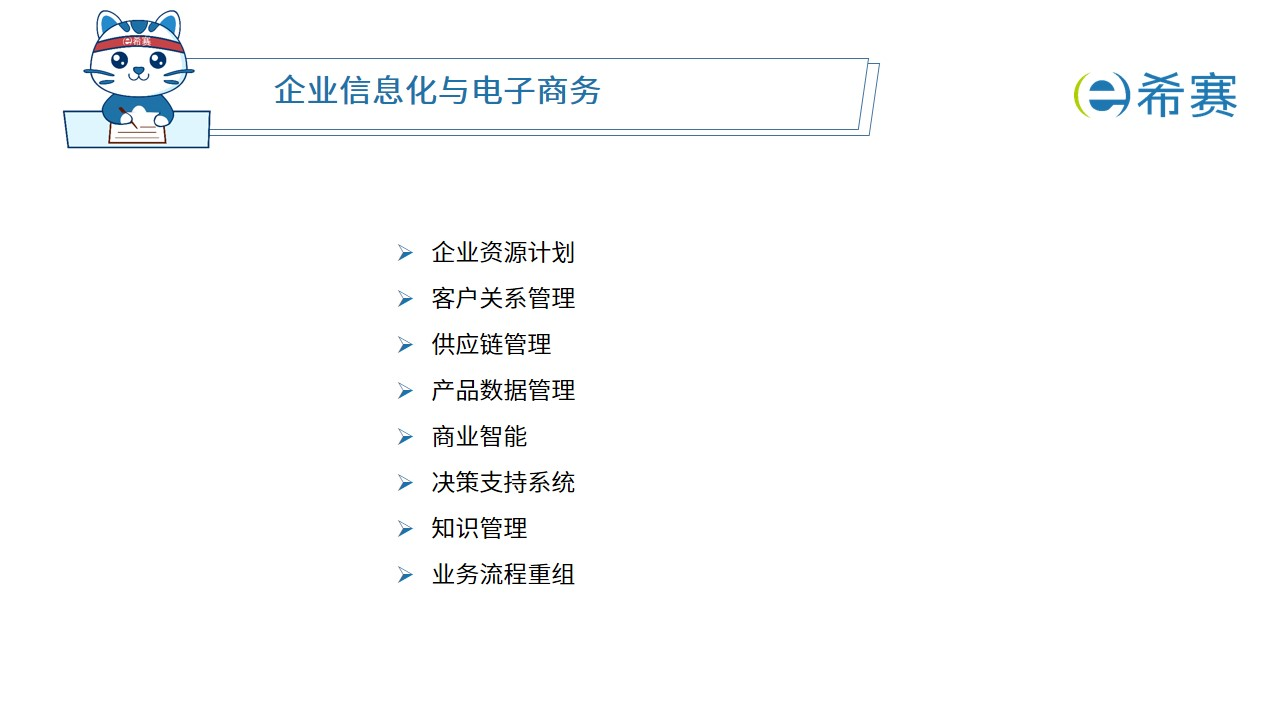 希赛
企业信息化与电子商务
希赛
企业资源计划
客户关系管理
供应链管理
产品数据管理
商业智能
决策支持系统
知识管理
业务流程重组